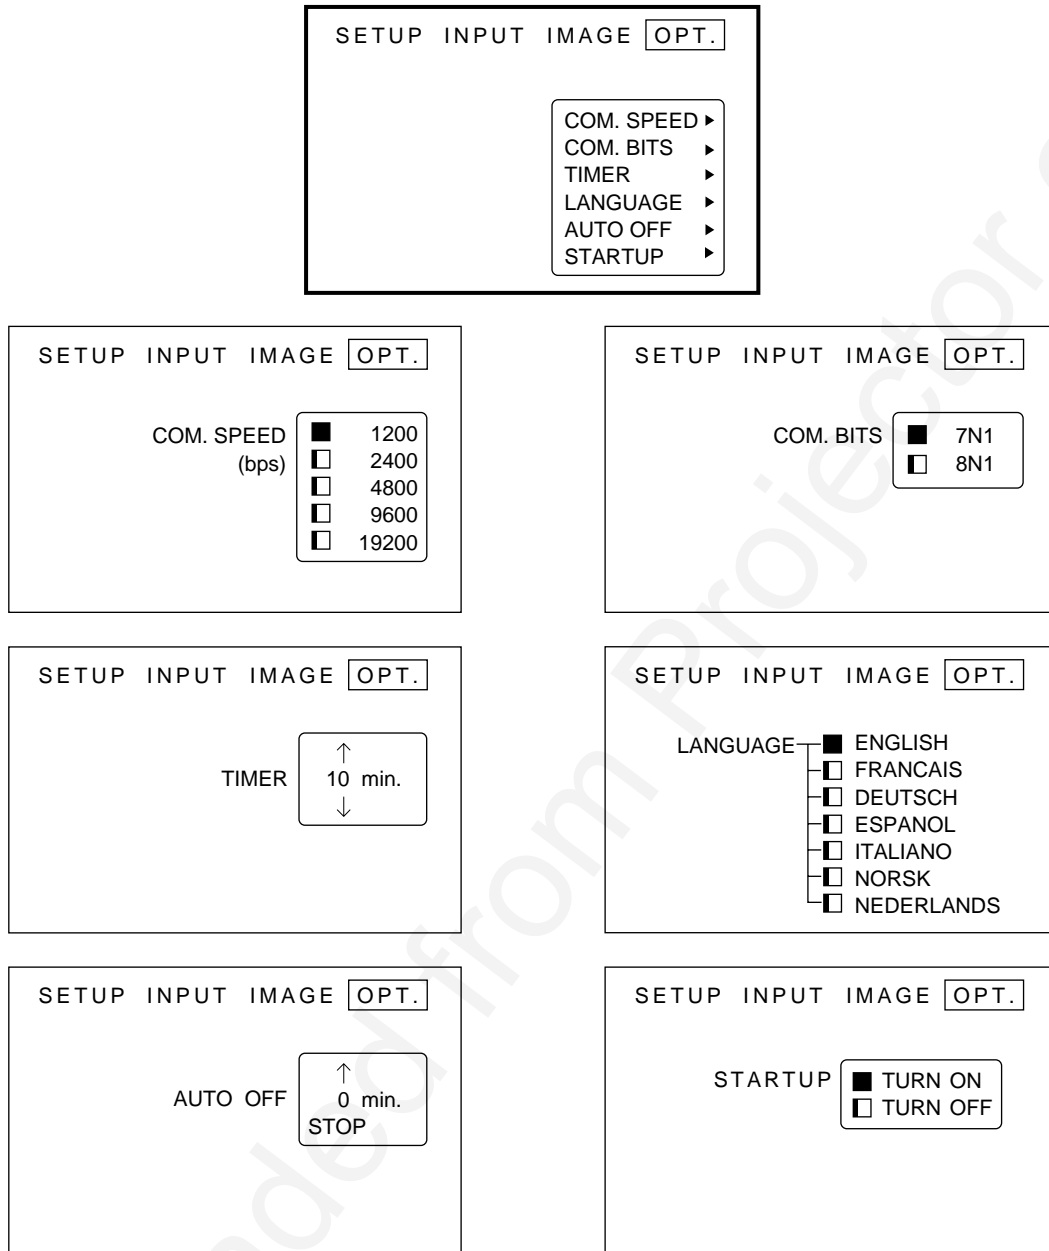 SETUP INPUT IMAGE OPT.
COM. SPEED
COM. BITS
TIMER
LANGUAGE
AUTO OFF
STARTUP
SETUP INPUT IMAGE OPT.
COM. SPEED 1200
(bps) 2400
4800
9600
19200
SETUP INPUT IMAGE OPT.
COM. BITS 7N1
8N1
SETUP INPUT IMAGE OPT.
↑
TIMER 10 min.
↓
SETUP INPUT IMAGE OPT.
LANGUAGE ENGLISH
FRANCAIS
DEUTSCH
ESPANOL
ITALIANO
NORSK
NEDERLANDS
SETUP INPUT IMAGE OPT.
↑
AUTO OFF 0 min.
STOP
SETUP INPUT IMAGE OPT.
STARTUP TURN ON
TURN OFF
from Projector